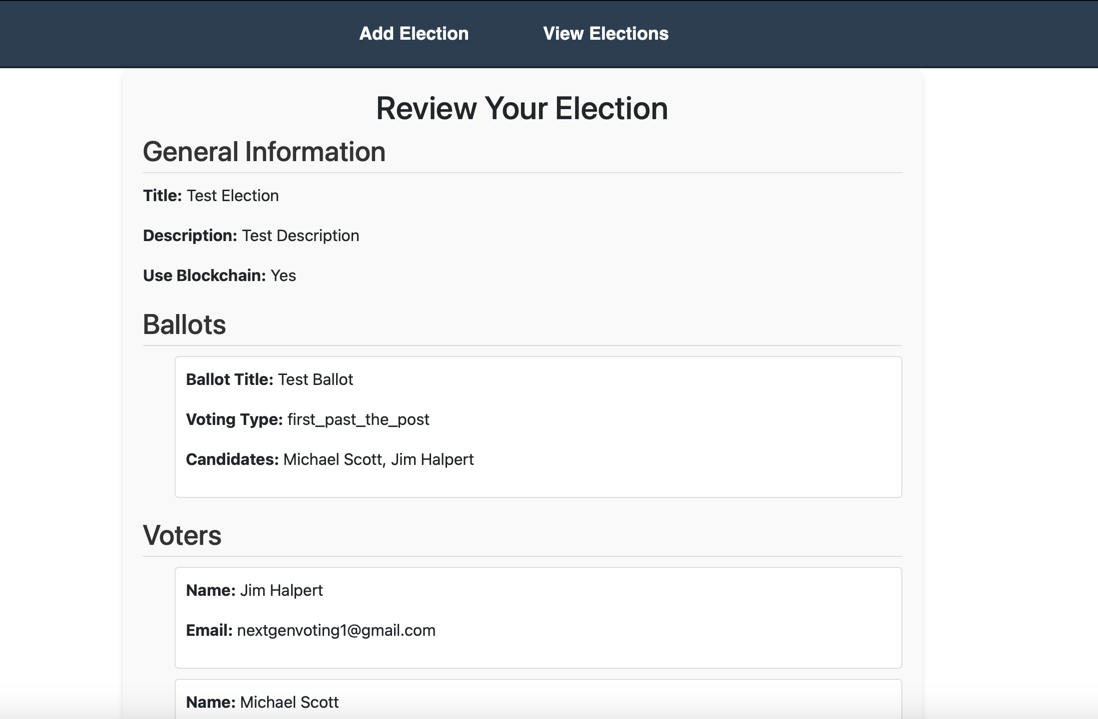 Add Election View Elections
Review Your Election
General Information
Title: Test Election
Description: Test Description
Use Blockchain: Yes
Ballots
Ballot Title: Test Ballot
Voting Type: first_past_the_post
Candidates: Michael Scott, Jim Halpert
Voters
Name: Jim Halpert
Email: nextgenvoting1@gmail.com
Name: Michael Scott